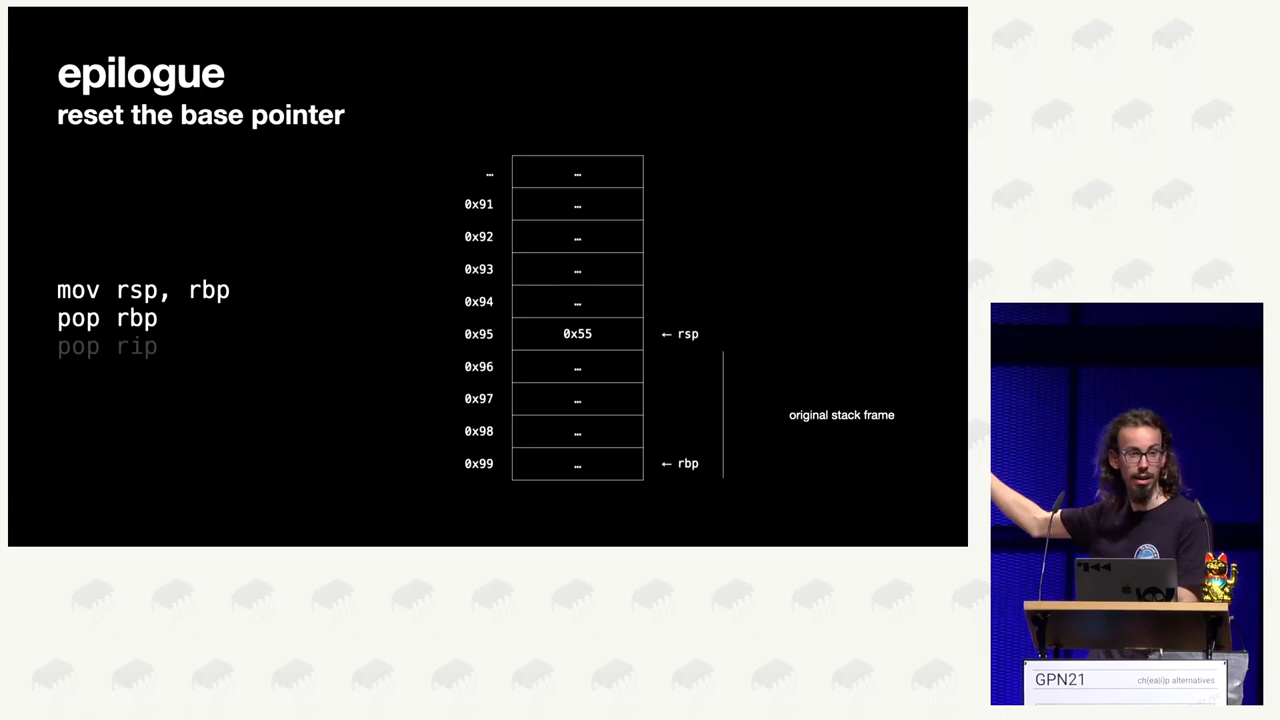 epilogue
reset the base pointer
mov rsp, rbp
pop rbp
pop rip
… …
0x91 …
0x92 …
0x93 …
0x94 …
0x95 0x55 ← rsp
0x96 …
0x97 …
0x98 …
0x99 … ← rbp
original stack frame
GPN21 ch(ea(i)p alternatives